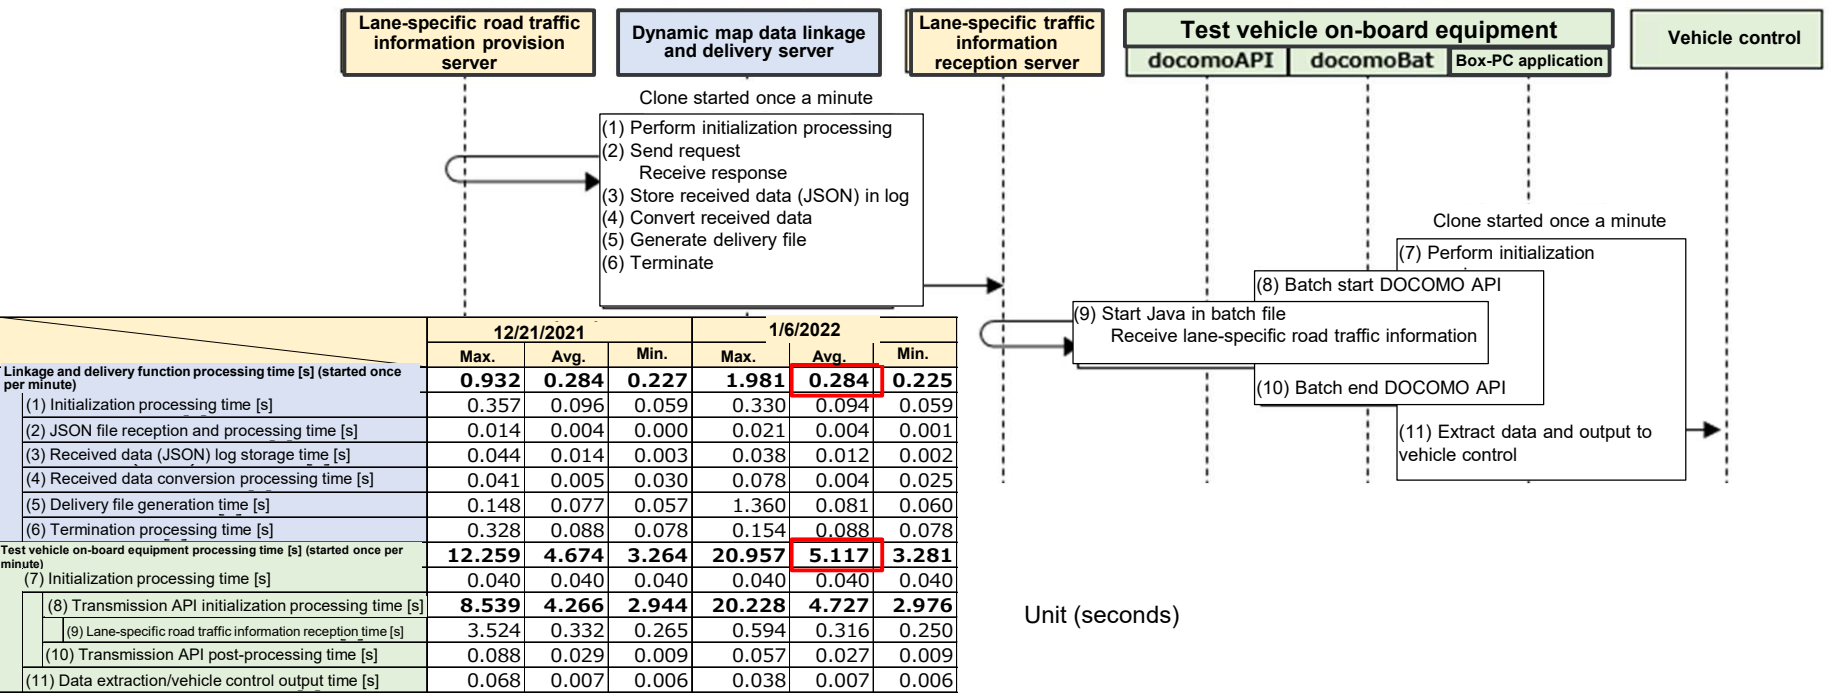 Lane-specific road traffic
information provision
server
Dynamic map data linkage
and delivery server
Lane-specific traffic
information
reception server
Test vehicle on-board equipment
docomoAPI
docomoBat
Box-PC application
Vehicle control
Clone started once a minute
(1) Perform initialization processing
(2) Send request
Receive response
(3) Store received data (JSON) in log
(4) Convert received data
(5) Generate delivery file
(6) Terminate
Clone started once a minute
(7) Perform initialization
(8) Batch start DOCOMO API
(9) Start Java in batch file
Receive lane-specific road traffic information
(10) Batch end DOCOMO API
(11) Extract data and output to
vehicle control
12/21/2021 1/6/2022
Max. Avg. Min. Max. Avg. Min.
Linkage and delivery function processing time [s] (started once
per minute)
0.932 0.284 0.227 1.981 0.284 0.225
(1) Initialization processing time [s] 0.357 0.096 0.059 0.330 0.094 0.059
(2) JSON file reception and processing time [s] 0.014 0.004 0.000 0.021 0.004 0.001
(3) Received data (JSON) log storage time [s] 0.044 0.014 0.003 0.038 0.012 0.002
(4) Received data conversion processing time [s] 0.041 0.005 0.030 0.078 0.004 0.025
(5) Delivery file generation time [s] 0.148 0.077 0.057 1.360 0.081 0.060
(6) Termination processing time [s] 0.328 0.088 0.078 0.154 0.088 0.078
Test vehicle on-board equipment processing time [s] (started once per
minute)
12.259 4.674 3.264 20.957 5.117 3.281
(7) Initialization processing time [s] 0.040 0.040 0.040 0.040 0.040 0.040
(8) Transmission API initialization processing time [s] 8.539 4.266 2.944 20.228 4.727 2.976
(9) Lane-specific road traffic information reception time [s] 3.524 0.332 0.265 0.594 0.316 0.250
(10) Transmission API post-processing time [s] 0.088 0.029 0.009 0.057 0.027 0.009
(11) Data extraction/vehicle control output time [s] 0.068 0.007 0.006 0.038 0.007 0.006
Unit (seconds)